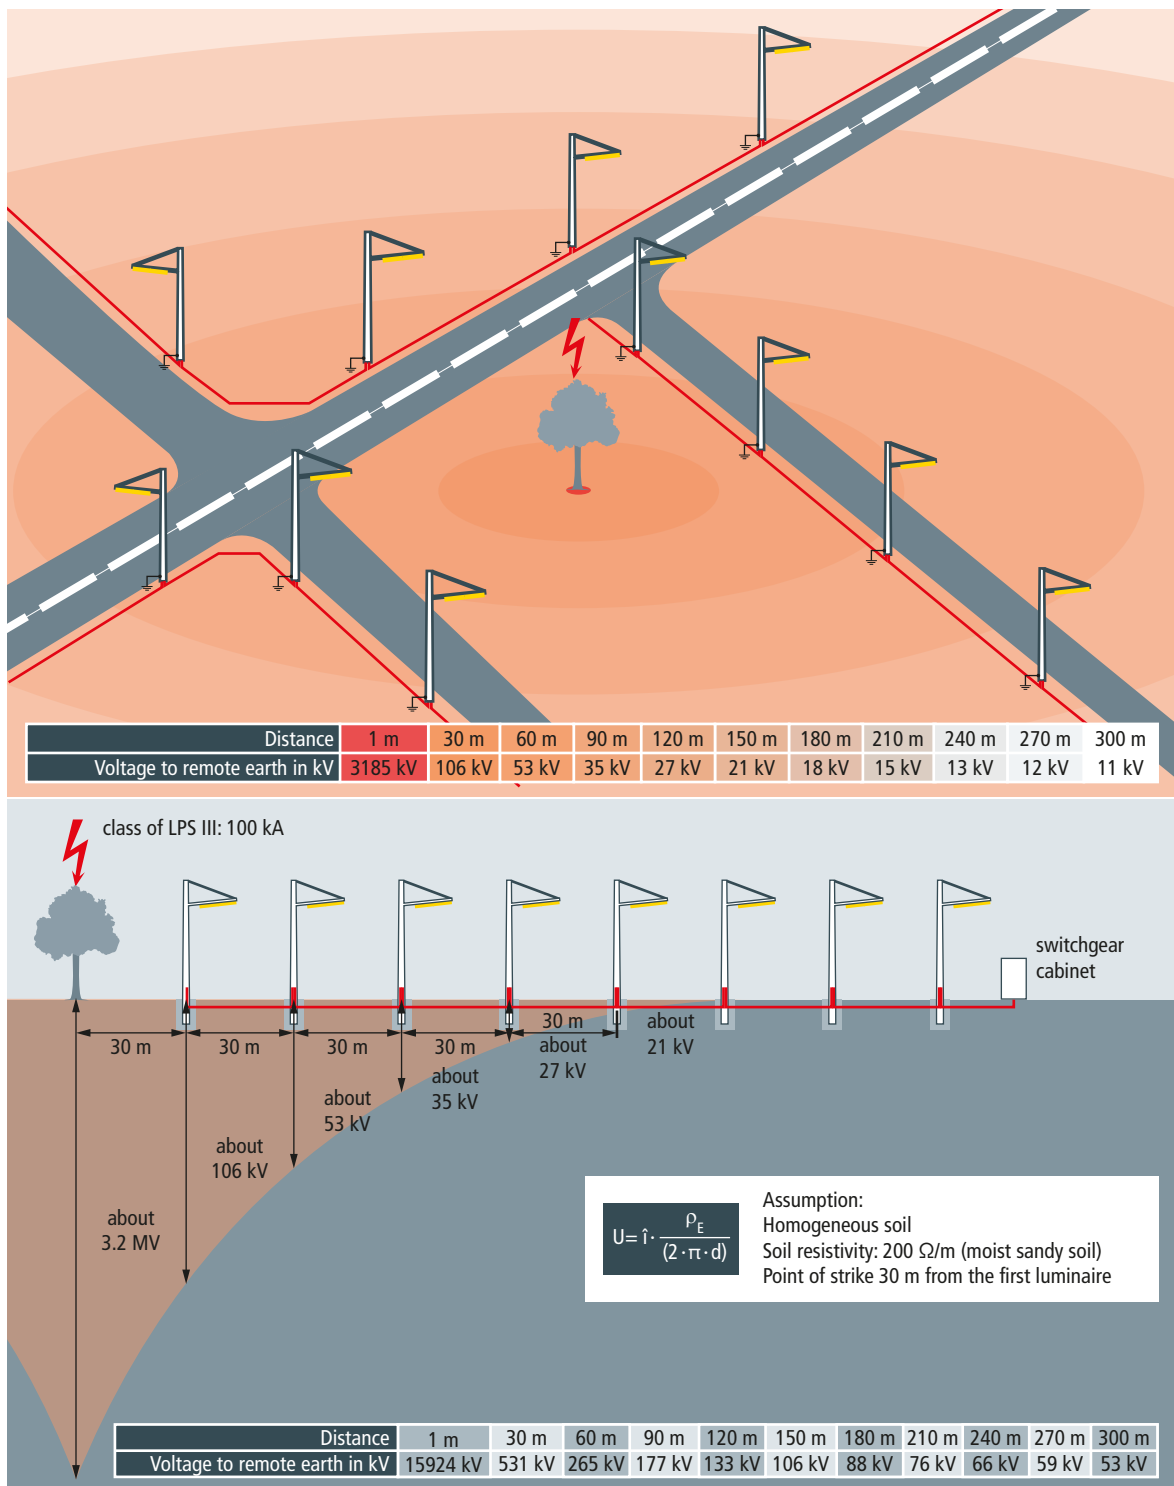 Distance 1 m 30 m 60 m 90 m 120 m 150 m 180 m 210 m 240 m 270 m 300 m
Voltage to remote earth in kV 3185 kV 106 kV 53 kV 35 kV 27 kV 21 kV 18 kV 15 kV 13 kV 12 kV 11 kV
class of LPS III: 100 kA
switchgear
cabinet
30 m
30 m
30 m
30 m
30 m
about
3.2 MV
about
106 kV
about
53 kV
about
35 kV
about
27 kV
about
21 kV
U= î · ρE / (2 · π · d)
Assumption:
Homogeneous soil
Soil resistivity: 200 Ω/m (moist sandy soil)
Point of strike 30 m from the first luminaire
Distance 1 m 30 m 60 m 90 m 120 m 150 m 180 m 210 m 240 m 270 m 300 m
Voltage to remote earth in kV 15924 kV 531 kV 265 kV 177 kV 133 kV 106 kV 88 kV 76 kV 66 kV 59 kV 53 kV